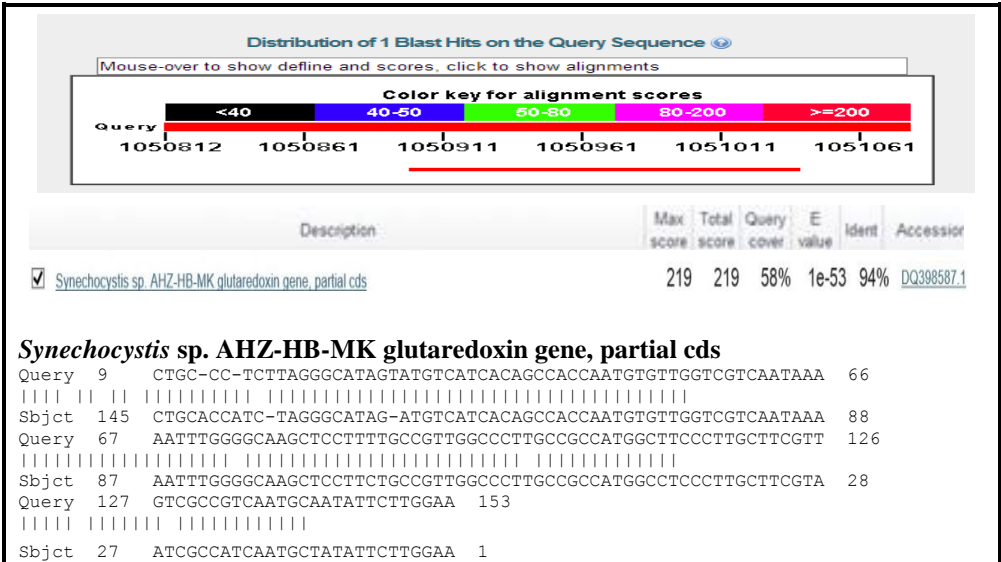 Distribution of 1 Blast Hits on the Query Sequence
Mouse-over to show defline and scores, click to show alignments
Color key for alignment scores
<40 40-50 50-80 80-200 >=200
Query
1050812 1050861 1050911 1050961 1051011 1051061
Description Max score Total score Query cover E value Ident Accession
Synechocystis sp. AHZ-HB-MK glutaredoxin gene, partial cds 219 219 58% 1e-53 94% DQ398587.1
Synechocystis sp. AHZ-HB-MK glutaredoxin gene, partial cds
Query 9 CTGC-CC-TCTTAGGGCATAGTATGTCATCACAGCCACCAATGTGTTGGTCGTCAATAAA 66
|||| || || |||||||||| ||||||||||||||||||||||||||||||||||||||
Sbjct 145 CTGCACCATC-TAGGGCATAG-ATGTCATCACAGCCACCAATGTGTTGGTCGTCAATAAA 88
Query 67 AATTTGGGGCAAGCTCCTTTTGCCGTTGGCCCTTGCCGCCATGGCTTCCCTTGCTTCGTT 126
||||||||||||||||||| ||||||||||||||||||||||||| |||||||||||||
Sbjct 87 AATTTGGGGCAAGCTCCTTCTGCCGTTGGCCCTTGCCGCCATGGCCTCCCTTGCTTCGTA 28
Query 127 GTCGCCGTCAATGCAATATTCTTGGAA 153
||||| ||||||| ||||||||||||
Sbjct 27 ATCGCCATCAATGCTATATTCTTGGAA 1